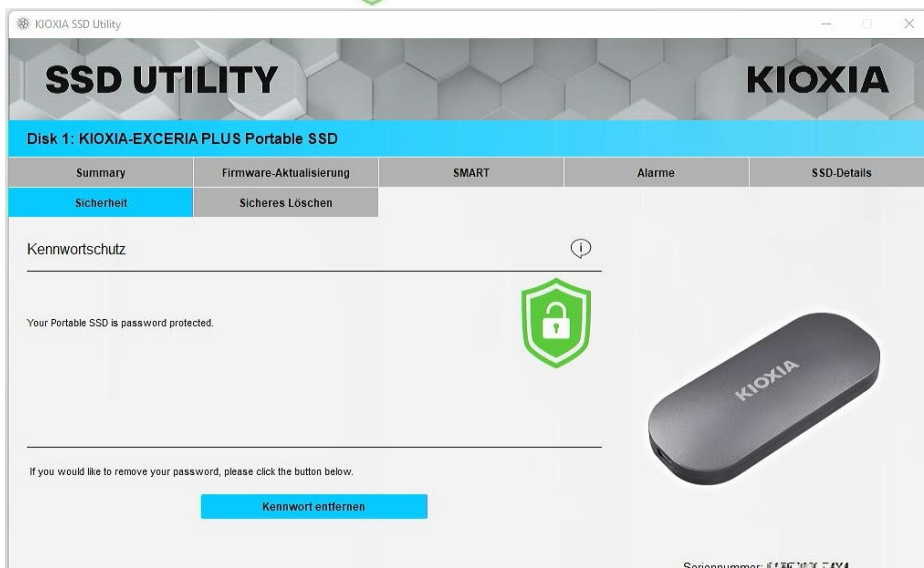 KIOXIA SSD Utility
SSD UTILITY
KIOXIA
Disk 1: KIOXIA-EXCERIA PLUS Portable SSD
Summary Firmware-Aktualisierung SMART Alarme SSD-Details
Sicherheit Sicheres Löschen
Kennwortschutz
Your Portable SSD is password protected.
KIOXIA
If you would like to remove your password, please click the button below.
Kennwort entfernen
Seriennummer: